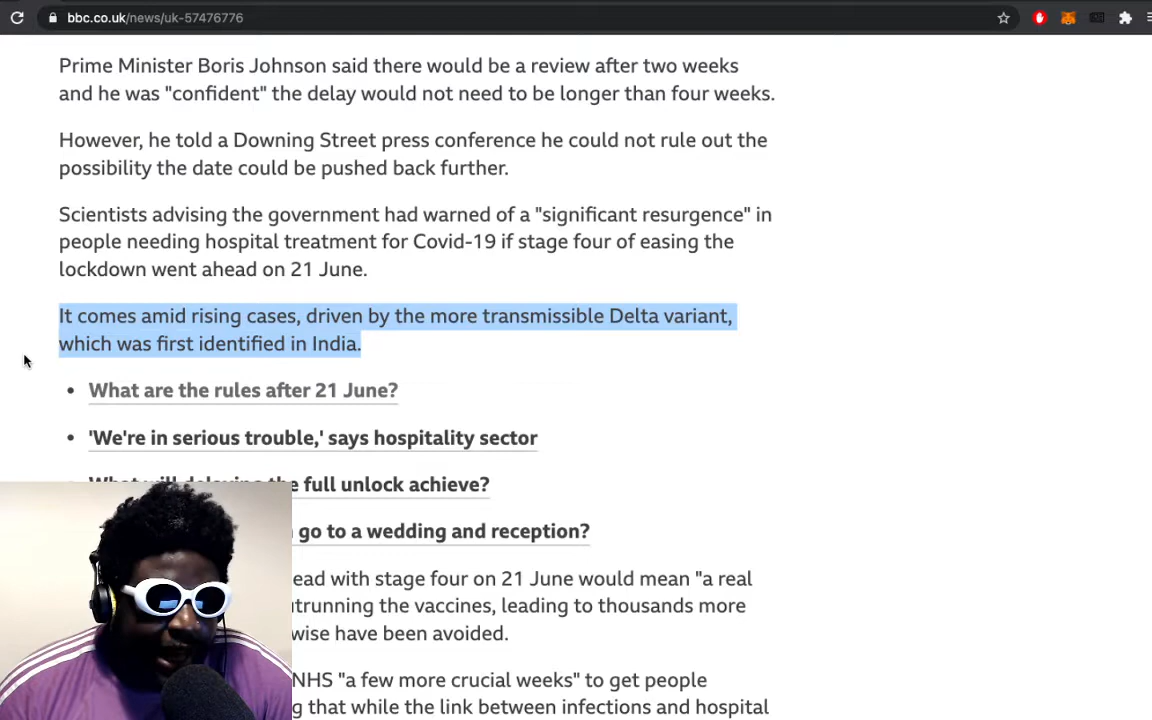 bbc.co.uk/news/uk-57476776
Prime Minister Boris Johnson said there would be a review after two weeks
and he was "confident" the delay would not need to be longer than four weeks.
However, he told a Downing Street press conference he could not rule out the
possibility the date could be pushed back further.
Scientists advising the government had warned of a "significant resurgence" in
people needing hospital treatment for Covid-19 if stage four of easing the
lockdown went ahead on 21 June.
It comes amid rising cases, driven by the more transmissible Delta variant,
which was first identified in India.
• What are the rules after 21 June?
• 'We're in serious trouble,' says hospitality sector
What will delaying the full unlock achieve?
go to a wedding and reception?
ead with stage four on 21 June would mean "a real
utrunning the vaccines, leading to thousands more
wise have been avoided.
NHS "a few more crucial weeks" to get people
g that while the link between infections and hospital